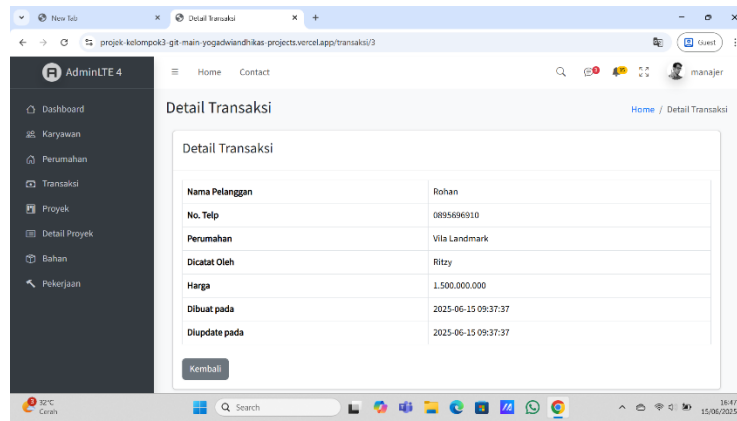 New Tab
Detail Transaksi
projek-kelompok3-git-main-yogadwiandhikas-projects.vercel.app/transaksi/3
Guest
AdminLTE 4
Home Contact
3
15
manajer
Dashboard
Karyawan
Perumahan
Transaksi
Proyek
Detail Proyek
Bahan
Pekerjaan
Detail Transaksi
Home / Detail Transaksi
Detail Transaksi
Nama Pelanggan Rohan
No. Telp 0895696910
Perumahan Vila Landmark
Dicatat Oleh Ritzy
Harga 1.500.000.000
Dibuat pada 2025-06-15 09:37:37
Diupdate pada 2025-06-15 09:37:37
Kembali
32°C
Cerah
Search
16:47
15/06/2025